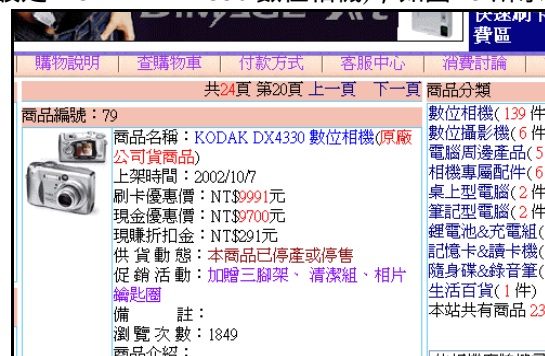 快速刷卡
費區
購物說明 | 查購物車 | 付款方式 | 客服中心 | 消費討論 |
共24頁 第20頁 上一頁 下一頁
商品編號：79
商品名稱：KODAK DX4330 數位相機(原廠
公司貨商品)
上架時間：2002/10/7
刷卡優惠價：NT$9991元
現金優惠價：NT$9700元
現賺折扣金：NT$291元
供貨動態：本商品已停產或停售
促銷活動：加贈三腳架、清潔組、相片
鑰匙圈
備 註：
瀏覽次數：1849
商品介紹：
商品分類
數位相機( 139 件
數位攝影機( 6 件
電腦周邊產品( 5
相機專屬配件( 6
桌上型電腦( 2 件
筆記型電腦( 2 件
鋰電池&充電組(
記憶卡&讀卡機(
隨身碟&錄音筆(
生活百貨( 1 件)
本站共有商品 23